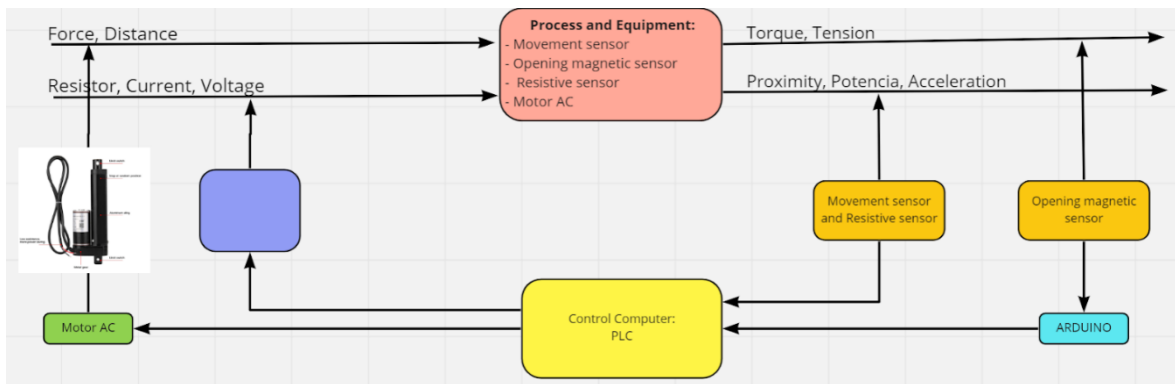 Force, Distance
Resistor, Current, Voltage
Process and Equipment:
- Movement sensor
- Opening magnetic sensor
- Resistive sensor
- Motor AC
Torque, Tension
Proximity, Potencia, Acceleration
Movement sensor
and Resistive sensor
Opening magnetic
sensor
Motor AC
Control Computer:
PLC
ARDUINO